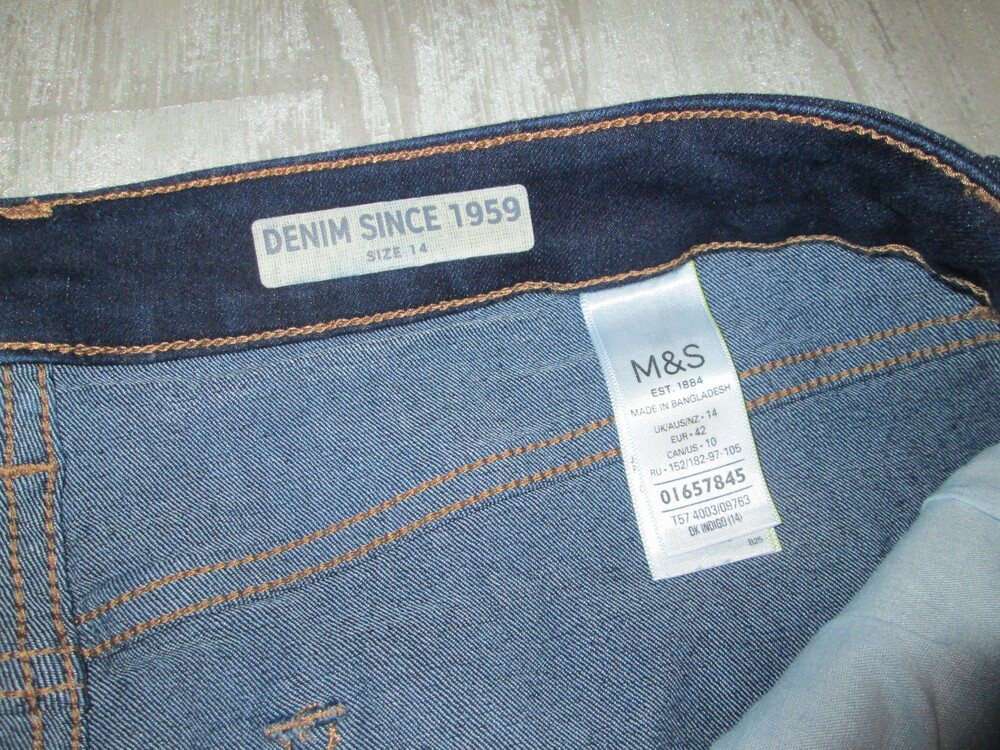 DENIM SINCE 1959
SIZE 14
M&S
EST. 1884
MADE IN BANGLADESH
UK/AUS/NZ - 14
EUR - 42
CAN/US - 10
RU - 152/182-97-105
01657845
T57 4003/09763
DK INDIGO (14)
B25